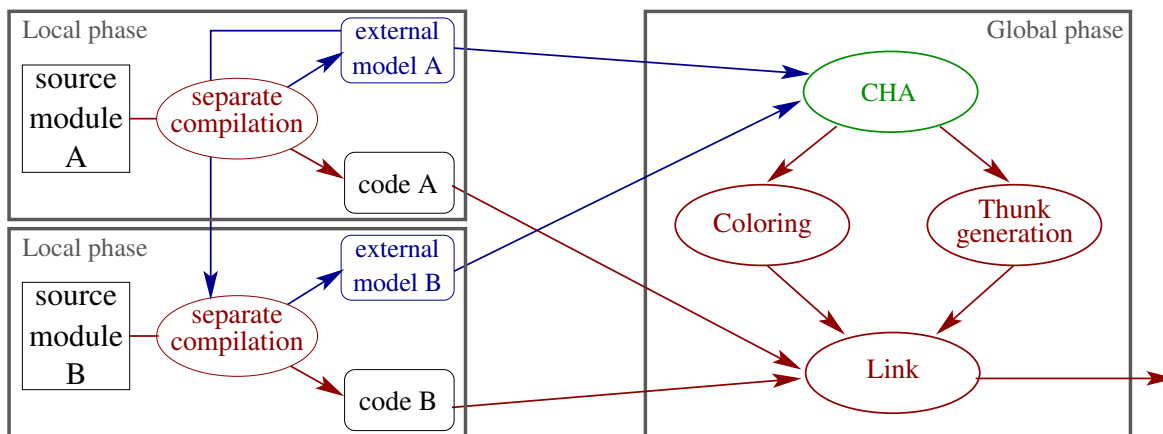 Local phase
source
module
A
separate
compilation
external
model A
code A
Local phase
source
module
B
separate
compilation
external
model B
code B
Global phase
CHA
Coloring
Thunk
generation
Link